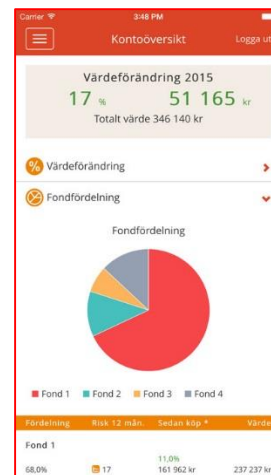 Carrier 3:48 PM
Kontoöversikt Logga ut
Värdeförändring 2015
17 % 51 165 kr
Totalt värde 346 140 kr
Värdeförändring
Fondfördelning
Fondfördelning
Fond 1 Fond 2 Fond 3 Fond 4
Fördelning Risk 12 mån. Sedan köp * Värde
Fond 1
11,0%
68,0% 17 161 962 kr 237 237 kr